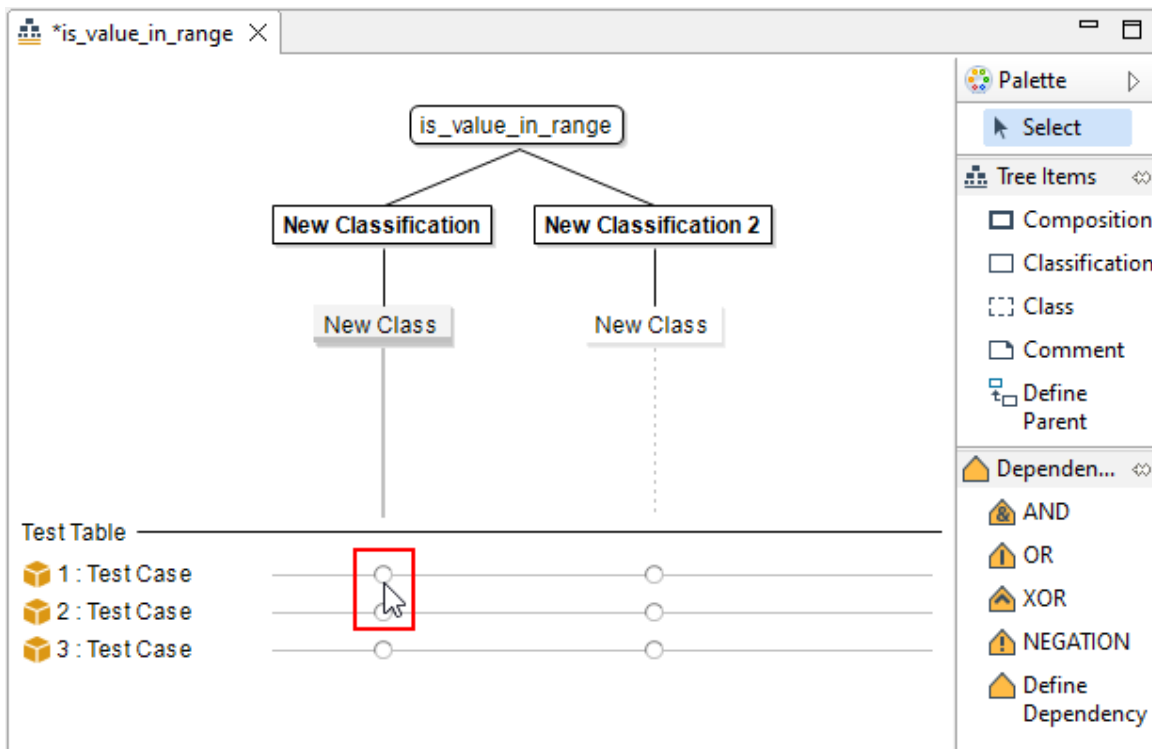 *is_value_in_range
Palette
Select
Tree Items
Composition
Classification
Class
Comment
Define
Parent
Dependen...
AND
OR
XOR
NEGATION
Define
Dependency
is_value_in_range
New Classification
New Classification 2
New Class
New Class
Test Table
1 : Test Case
2 : Test Case
3 : Test Case